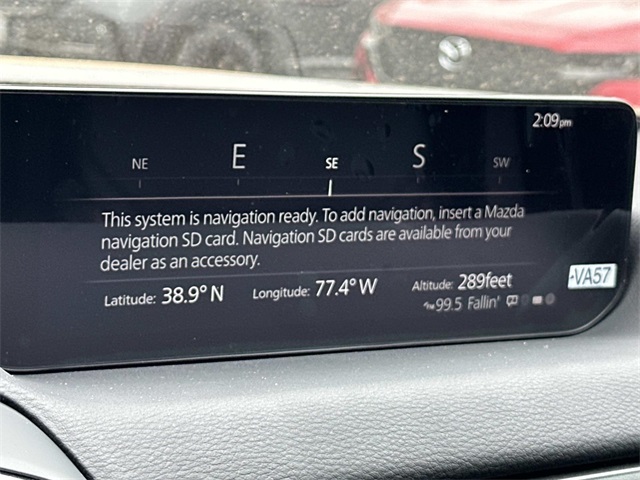 2:09pm
NE E SE S SW
This system is navigation ready. To add navigation, insert a Mazda
navigation SD card. Navigation SD cards are available from your
dealer as an accessory.
-VA57
Latitude: 38.9° N Longitude: 77.4° W Altitude: 289feet
99.5 Fallin'